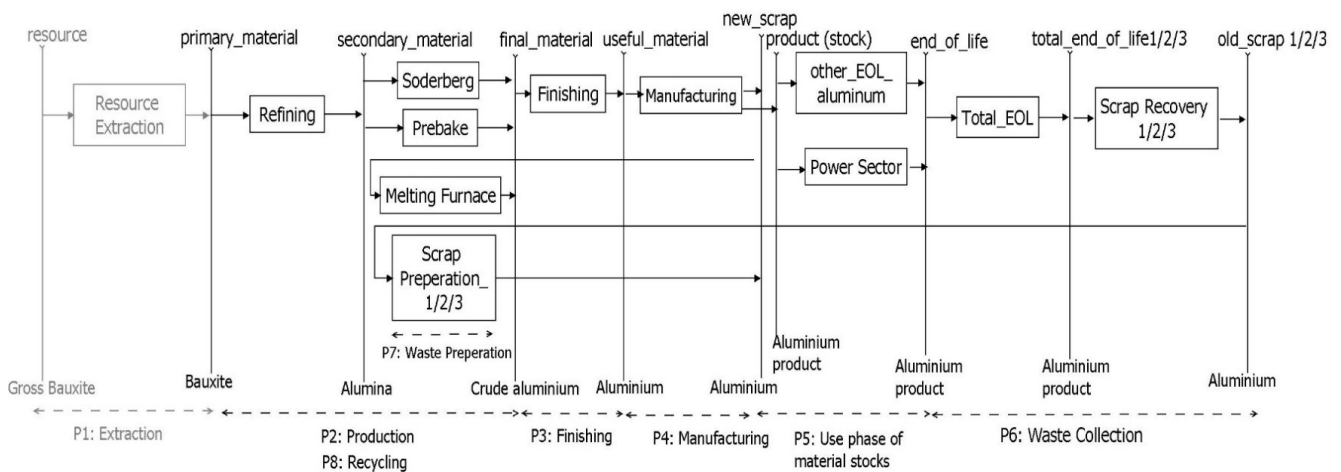 resource
primary_material
secondary_material
final_material
useful_material
new_scrap
product (stock)
end_of_life
total_end_of_life1/2/3
old_scrap 1/2/3
Resource
Extraction
Refining
Soderberg
Prebake
Finishing
Manufacturing
other_EOL_
aluminum
Power Sector
Total_EOL
Scrap Recovery
1/2/3
Melting Furnace
Scrap
Preperation_
1/2/3
P7: Waste Preperation
Gross Bauxite
Bauxite
Alumina
Crude aluminium
Aluminium
Aluminium
Aluminium
product
Aluminium
product
Aluminium
product
Aluminium
P1: Extraction
P2: Production
P8: Recycling
P3: Finishing
P4: Manufacturing
P5: Use phase of
material stocks
P6: Waste Collection